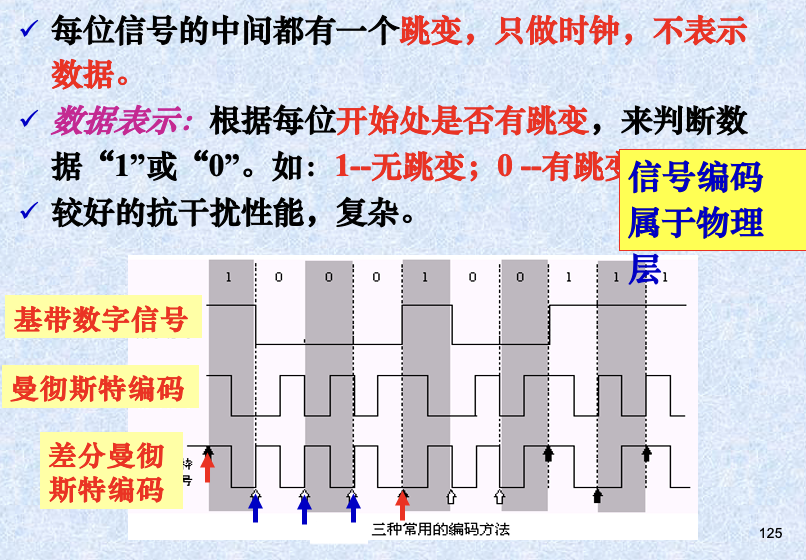 ✓ 每位信号的中间都有一个跳变，只做时钟，不表示
数据。
✓ 数据表示：根据每位开始处是否有跳变，来判断数
据“1”或“0”。如：1--无跳变；0 --有跳变
✓ 较好的抗干扰性能，复杂。
信号编码
属于物理
层
1 0 0 0 1 0 0 1 1 1
基带数字信号
曼彻斯特编码
差分曼彻
斯特编码
号
三种常用的编码方法
125